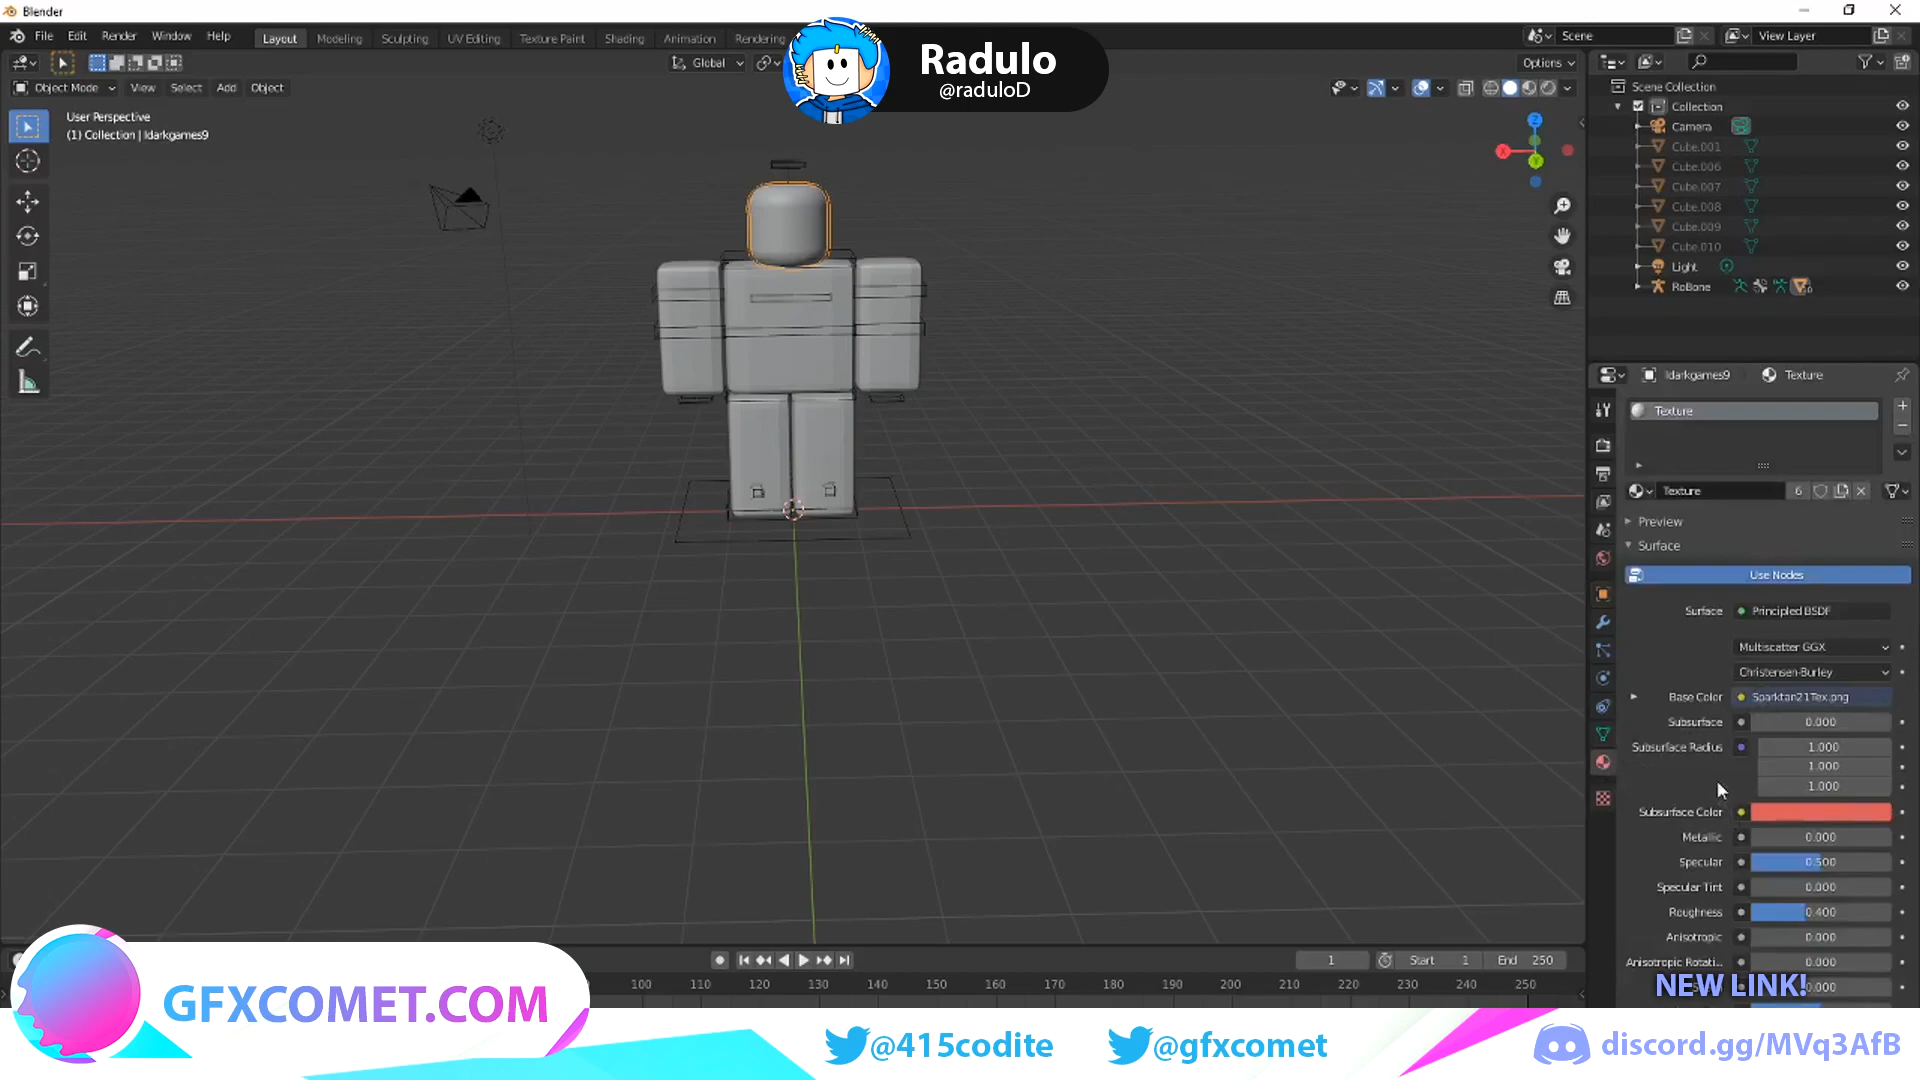 Blender
File Edit Render Window Help Layout Modeling Sculpting UV Editing Texture Paint Shading Animation Rendering
Scene
View Layer
Radulo
@raduloD
Global
Options
Object Mode View Select Add Object
User Perspective
(1) Collection | Idarkgames9
Z
X
Y
Scene Collection
Collection
Camera
Cube.001
Cube.006
Cube.007
Cube.008
Cube.009
Cube.010
Light
RoBone
Idarkgames9
Texture
Texture
Texture
6
Preview
Surface
Use Nodes
Surface Principled BSDF
Multiscatter GGX
Christensen-Burley
Base Color Sparktan21Tex.png
Subsurface 0.000
Subsurface Radius 1.000
1.000
1.000
Subsurface Color
Metallic 0.000
Specular 0.500
Specular Tint 0.000
Roughness 0.400
Anisotropic 0.000
Anisotropic Rotati... 0.000
0.000
NEW LINK!
1
Start 1
End 250
100 110 120 130 140 150 160 170 180 190 200 210 220 230 240 250
GFXCOMET.COM
@415codite
@gfxcomet
discord.gg/MVq3AfB